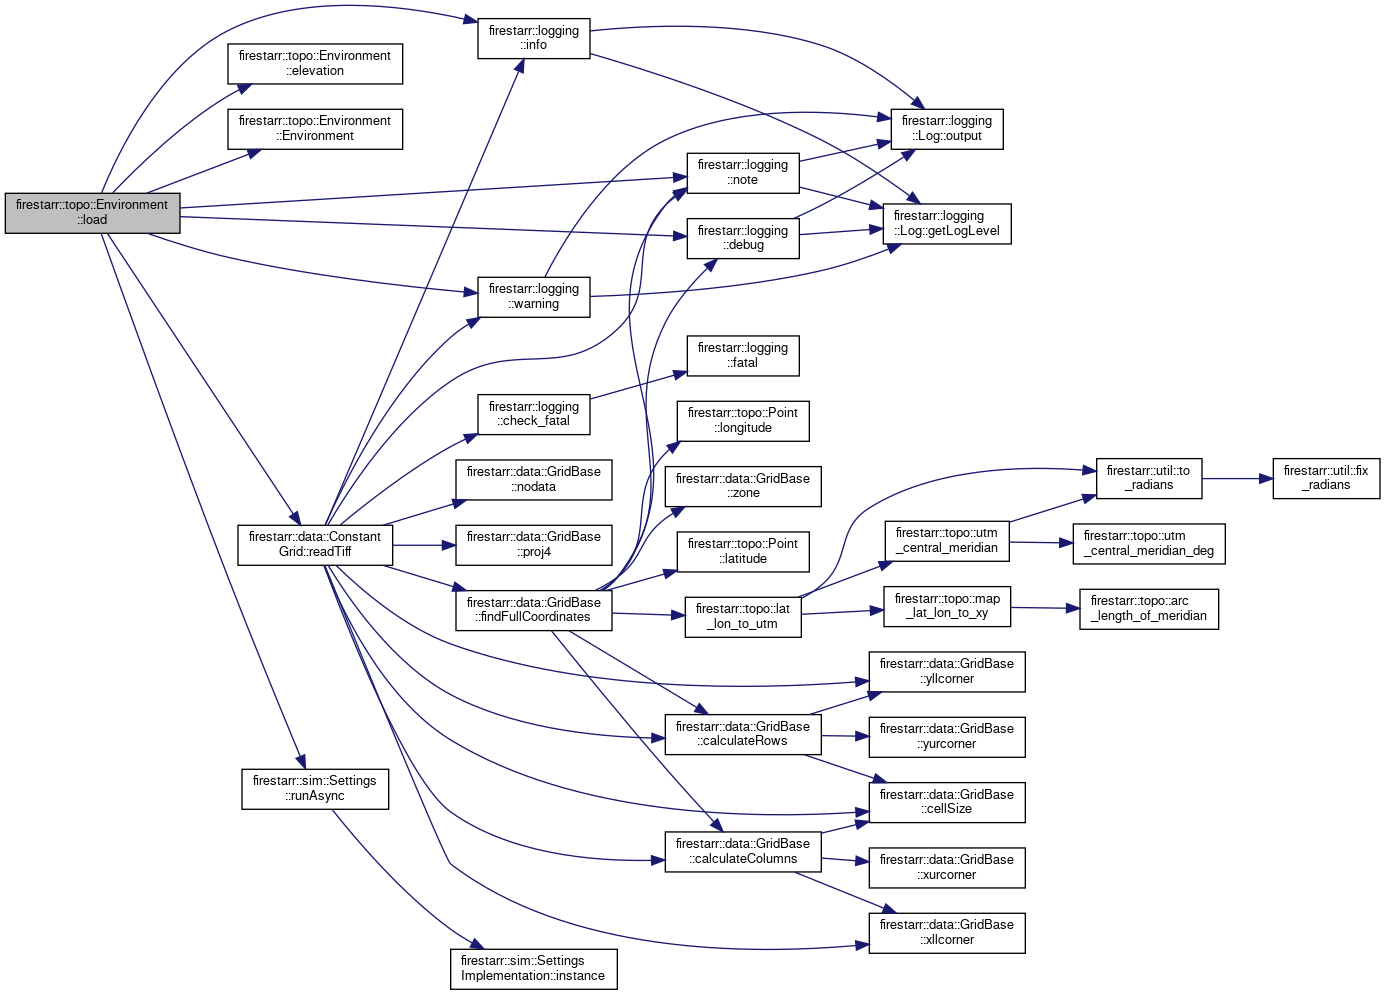 firestarr::topo::Environment
::load
firestarr::logging
::info
firestarr::topo::Environment
::elevation
firestarr::topo::Environment
::Environment
firestarr::logging
::warning
firestarr::logging
::check_fatal
firestarr::data::GridBase
::nodata
firestarr::data::Constant
Grid::readTiff
firestarr::data::GridBase
::proj4
firestarr::data::GridBase
::findFullCoordinates
firestarr::sim::Settings
::runAsync
firestarr::sim::Settings
Implementation::instance
firestarr::logging
::note
firestarr::logging
::debug
firestarr::logging
::fatal
firestarr::topo::Point
::longitude
firestarr::data::GridBase
::zone
firestarr::topo::Point
::latitude
firestarr::topo::lat
_lon_to_utm
firestarr::data::GridBase
::calculateRows
firestarr::data::GridBase
::calculateColumns
firestarr::logging
::Log::output
firestarr::logging
::Log::getLogLevel
firestarr::topo::utm
_central_meridian
firestarr::topo::map
_lat_lon_to_xy
firestarr::data::GridBase
::yllcorner
firestarr::data::GridBase
::yurcorner
firestarr::data::GridBase
::cellSize
firestarr::data::GridBase
::xurcorner
firestarr::data::GridBase
::xllcorner
firestarr::util::to
_radians
firestarr::topo::utm
_central_meridian_deg
firestarr::topo::arc
_length_of_meridian
firestarr::util::fix
_radians